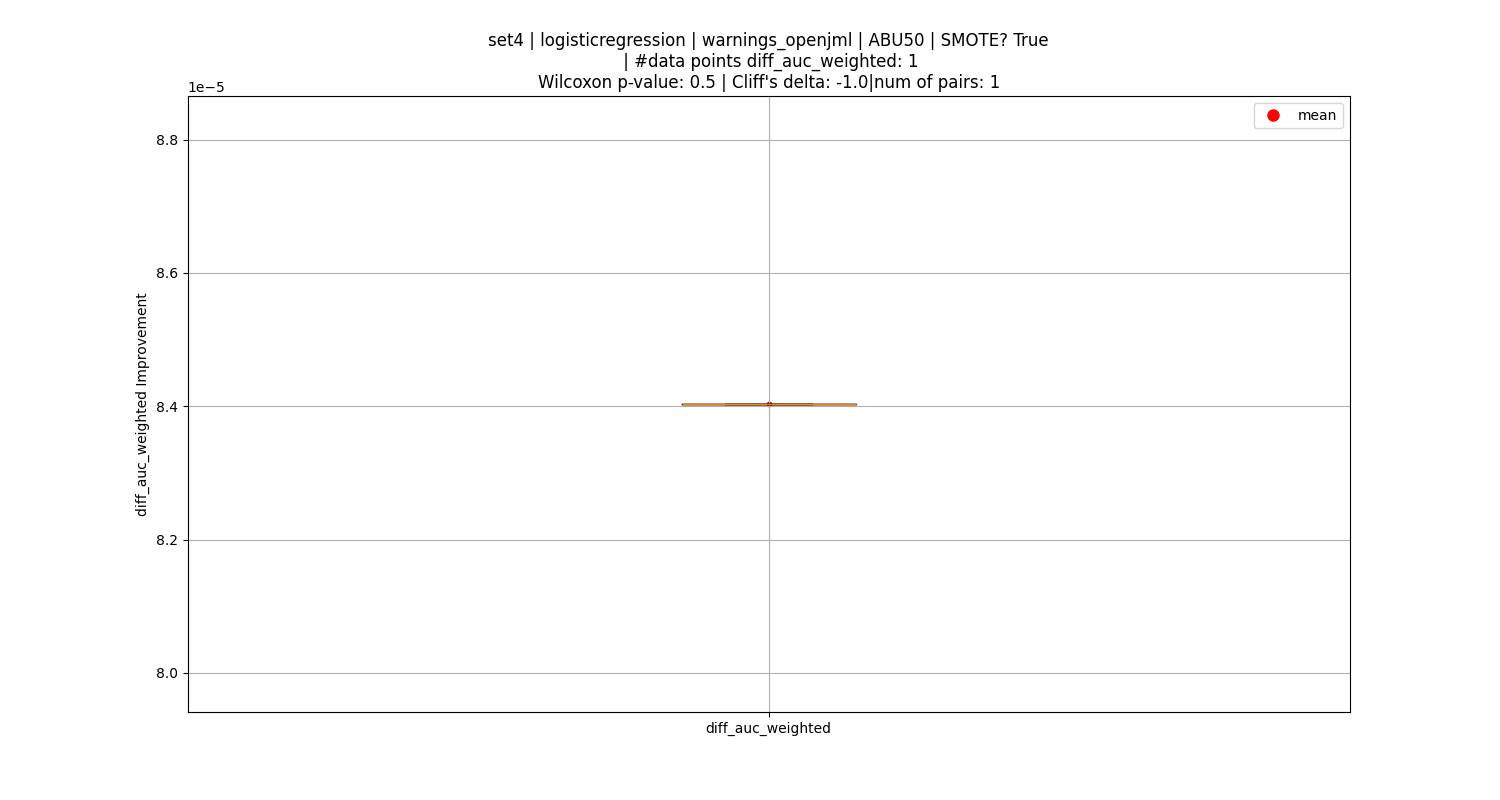 set4 | logisticregression | warnings_openjml | ABU50 | SMOTE? True
| #data points diff_auc_weighted: 1
Wilcoxon p-value: 0.5 | Cliff's delta: -1.0|num of pairs: 1
1e−5
mean
8.8
8.6
8.4
8.2
8.0
diff_auc_weighted Improvement
diff_auc_weighted